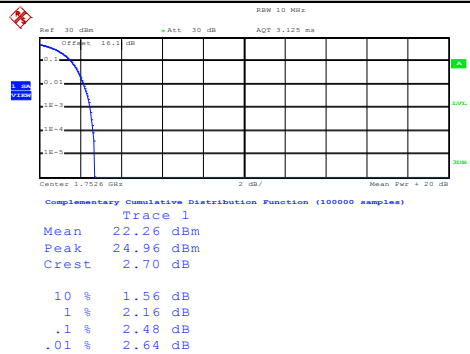 RBW 10 MHz
Ref 30 dBm Att 30 dB AQT 3.125 ms
Offset 16.1 dB
0.1
A
0.01
1 SA
VIEW
1E-3
LVL
1E-4
1E-5
3DB
Center 1.7526 GHz 2 dB/ Mean Pwr + 20 dB
Complementary Cumulative Distribution Function (100000 samples)
Trace 1
Mean 22.26 dBm
Peak 24.96 dBm
Crest 2.70 dB
10 % 1.56 dB
1 % 2.16 dB
.1 % 2.48 dB
.01 % 2.64 dB